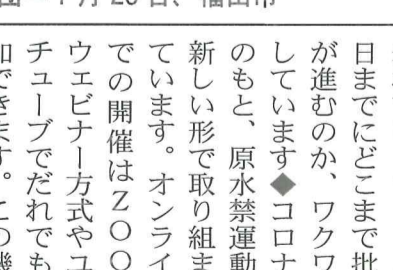 日までにどこまで批
が進むのか、ワクワ
しています◆コロナ
のもと、原水禁運動
新しい形で取り組ま
ています。オンライ
での開催はZOO
ウェビナー方式やユ
チューブでだれでも
加できます。この機